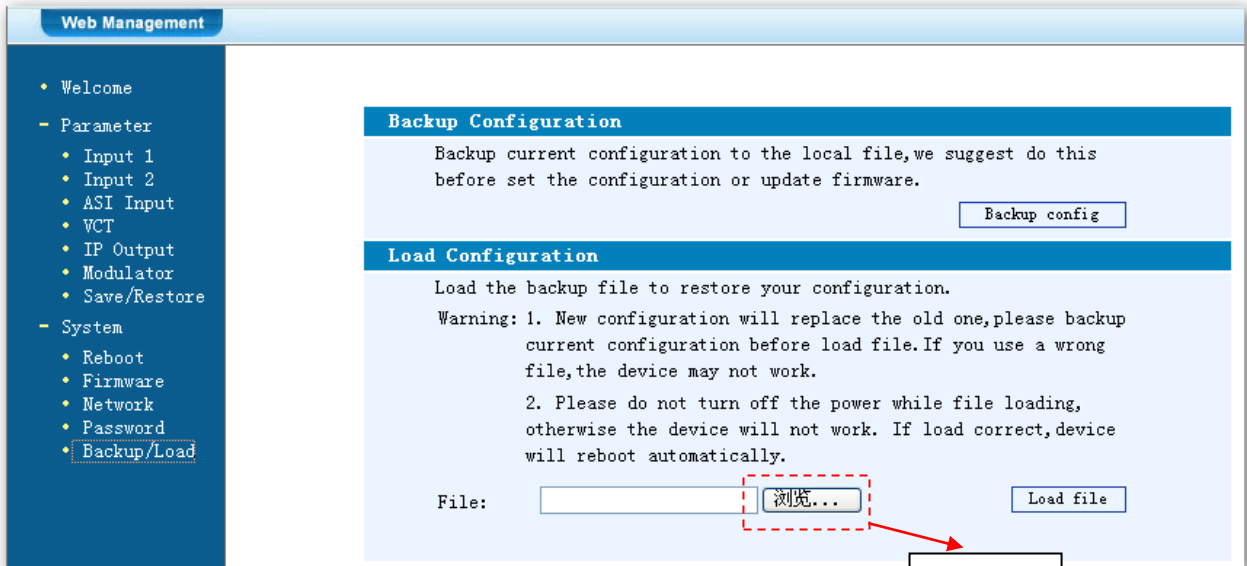 Web Management
Welcome
Parameter
Input 1
Input 2
ASI Input
VCT
IP Output
Modulator
Save/Restore
System
Reboot
Firmware
Network
Password
Backup/Load
Backup Configuration
Backup current configuration to the local file,we suggest do this
before set the configuration or update firmware.
Backup config
Load Configuration
Load the backup file to restore your configuration.
Warning: 1. New configuration will replace the old one,please backup
current configuration before load file.If you use a wrong
file,the device may not work.
2. Please do not turn off the power while file loading,
otherwise the device will not work. If load correct,device
will reboot automatically.
File:
浏览...
Load file